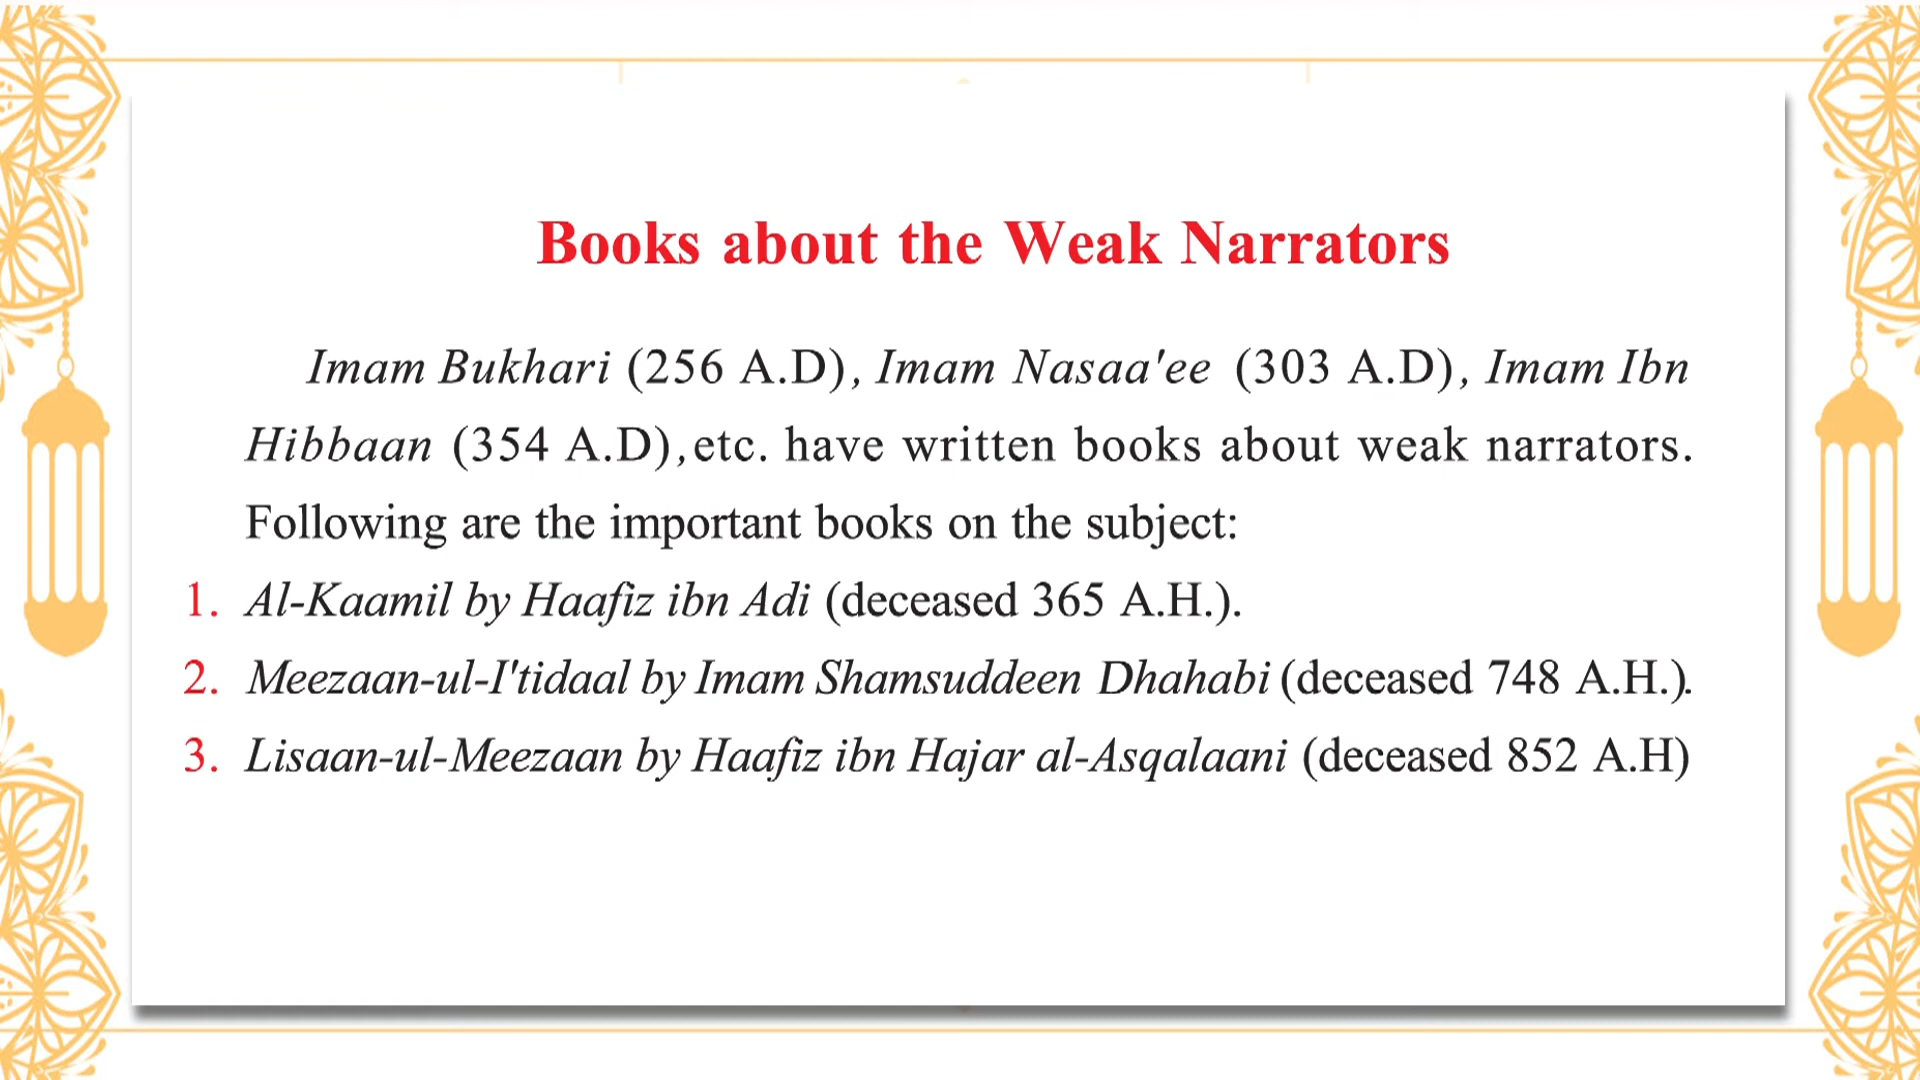 Books about the Weak Narrators
Imam Bukhari (256 A.D), Imam Nasaa'ee (303 A.D), Imam Ibn
Hibbaan (354 A.D), etc. have written books about weak narrators.
Following are the important books on the subject:
1. Al-Kaamil by Haafiz ibn Adi (deceased 365 A.H.).
2. Meezaan-ul-I'tidaal by Imam Shamsuddeen Dhahabi (deceased 748 A.H.).
3. Lisaan-ul-Meezaan by Haafiz ibn Hajar al-Asqalaani (deceased 852 A.H)